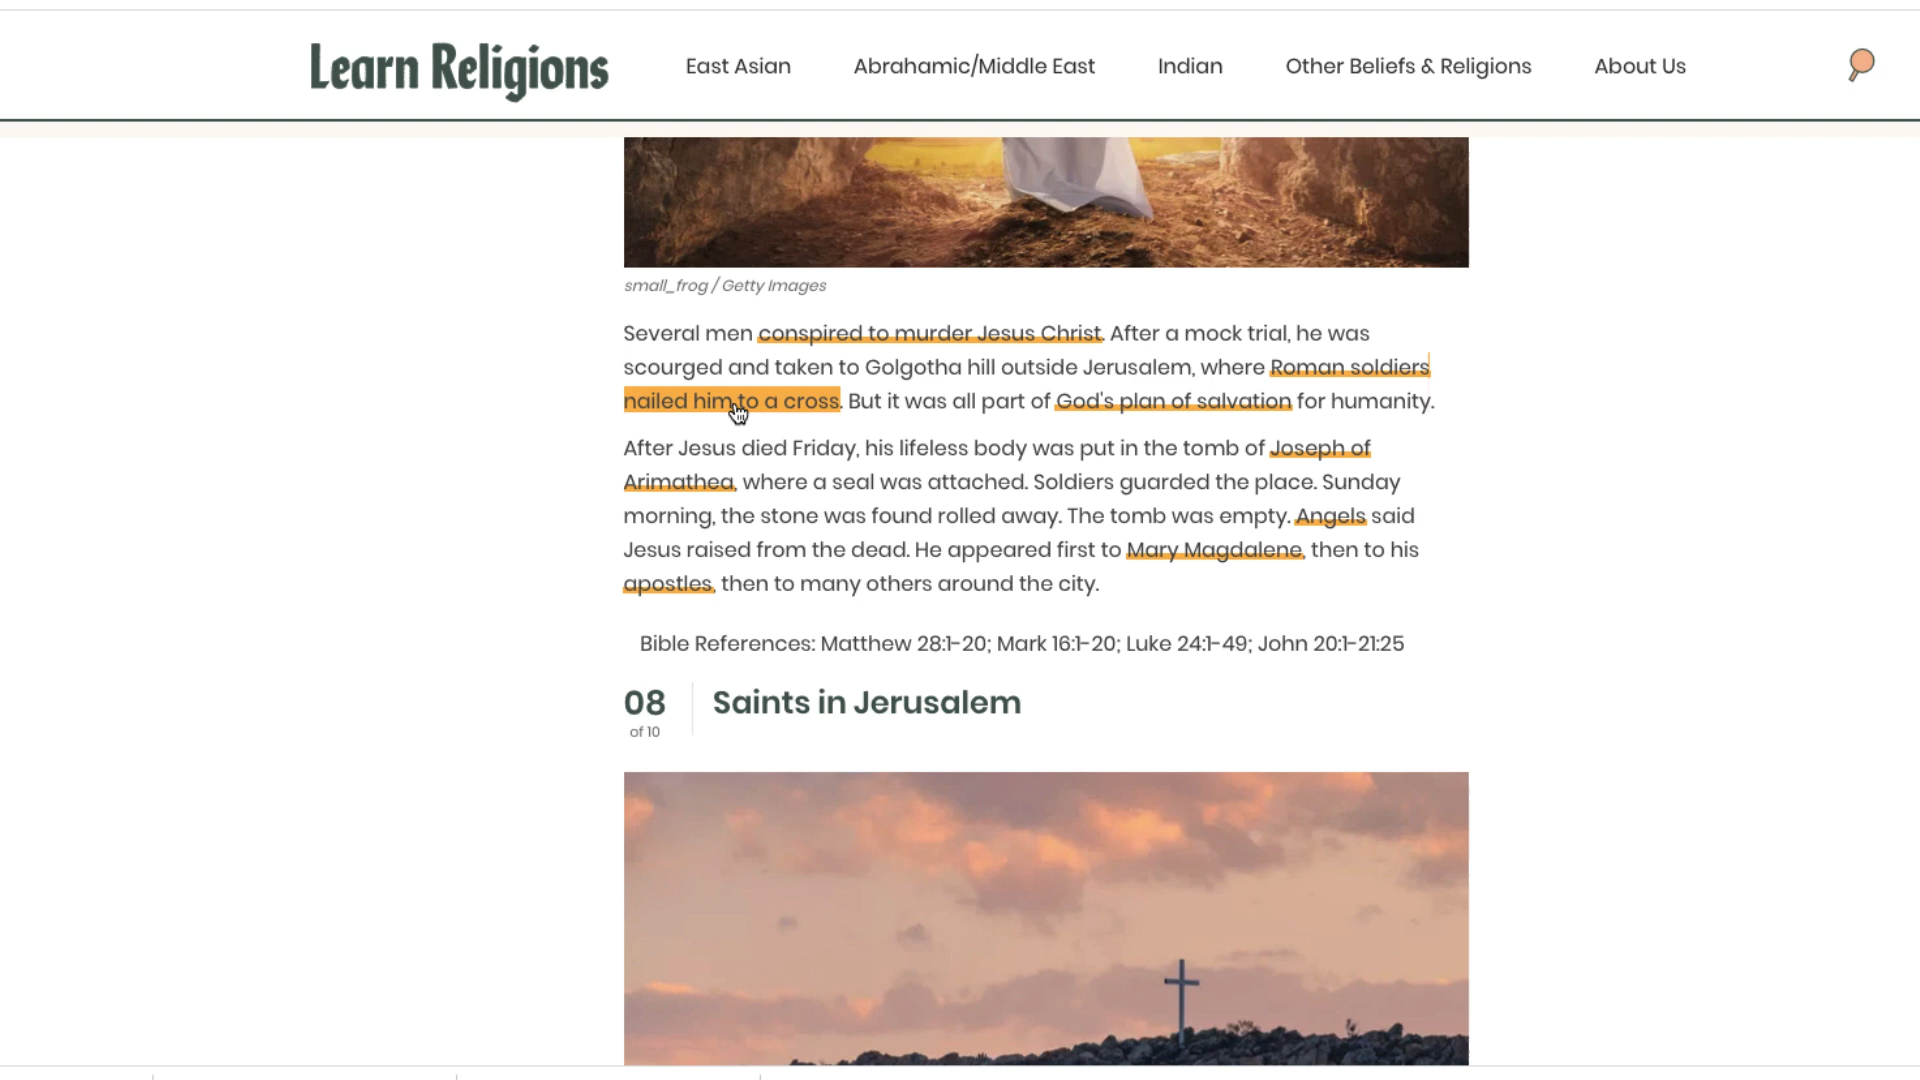 Learn Religions
East Asian
Abrahamic/Middle East
Indian
Other Beliefs & Religions
About Us
small_frog / Getty Images
Several men conspired to murder Jesus Christ. After a mock trial, he was
scourged and taken to Golgotha hill outside Jerusalem, where Roman soldiers
nailed him to a cross. But it was all part of God's plan of salvation for humanity.
After Jesus died Friday, his lifeless body was put in the tomb of Joseph of
Arimathea, where a seal was attached. Soldiers guarded the place. Sunday
morning, the stone was found rolled away. The tomb was empty. Angels said
Jesus raised from the dead. He appeared first to Mary Magdalene, then to his
apostles, then to many others around the city.
Bible References: Matthew 28:1-20; Mark 16:1-20; Luke 24:1-49; John 20:1-21:25
08
of 10
Saints in Jerusalem